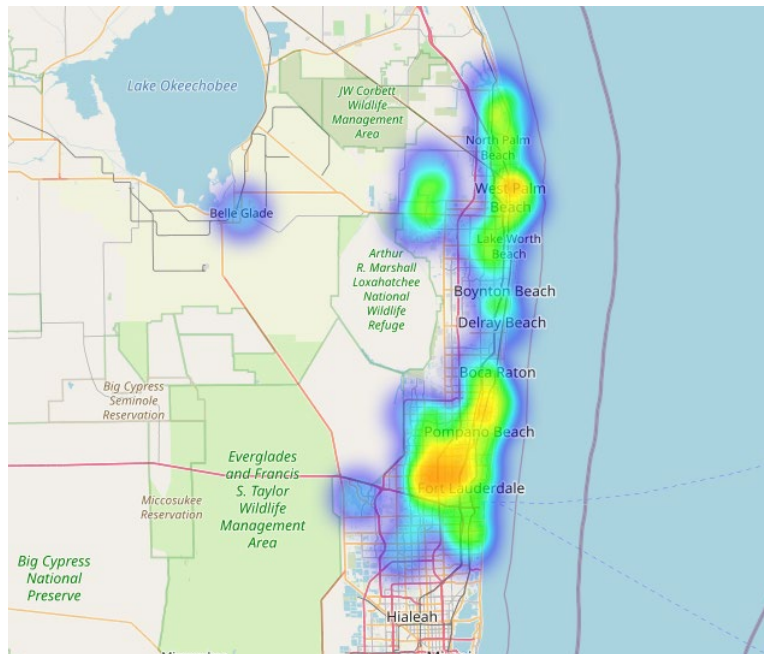 Lake Okeechobee
JW Corbett
Wildlife
Management
Area
North Palm
Beach
West Palm
Beach
Belle Glade
Lake Worth
Beach
Arthur
R. Marshall
Loxahatchee
National
Wildlife
Refuge
Boynton Beach
Delray Beach
Boca Raton
Big Cypress
Seminole
Reservation
Pompano Beach
Everglades
and Francis
S. Taylor
Wildlife
Management
Area
Fort Lauderdale
Miccosukee
Reservation
Big Cypress
National
Preserve
Hialeah